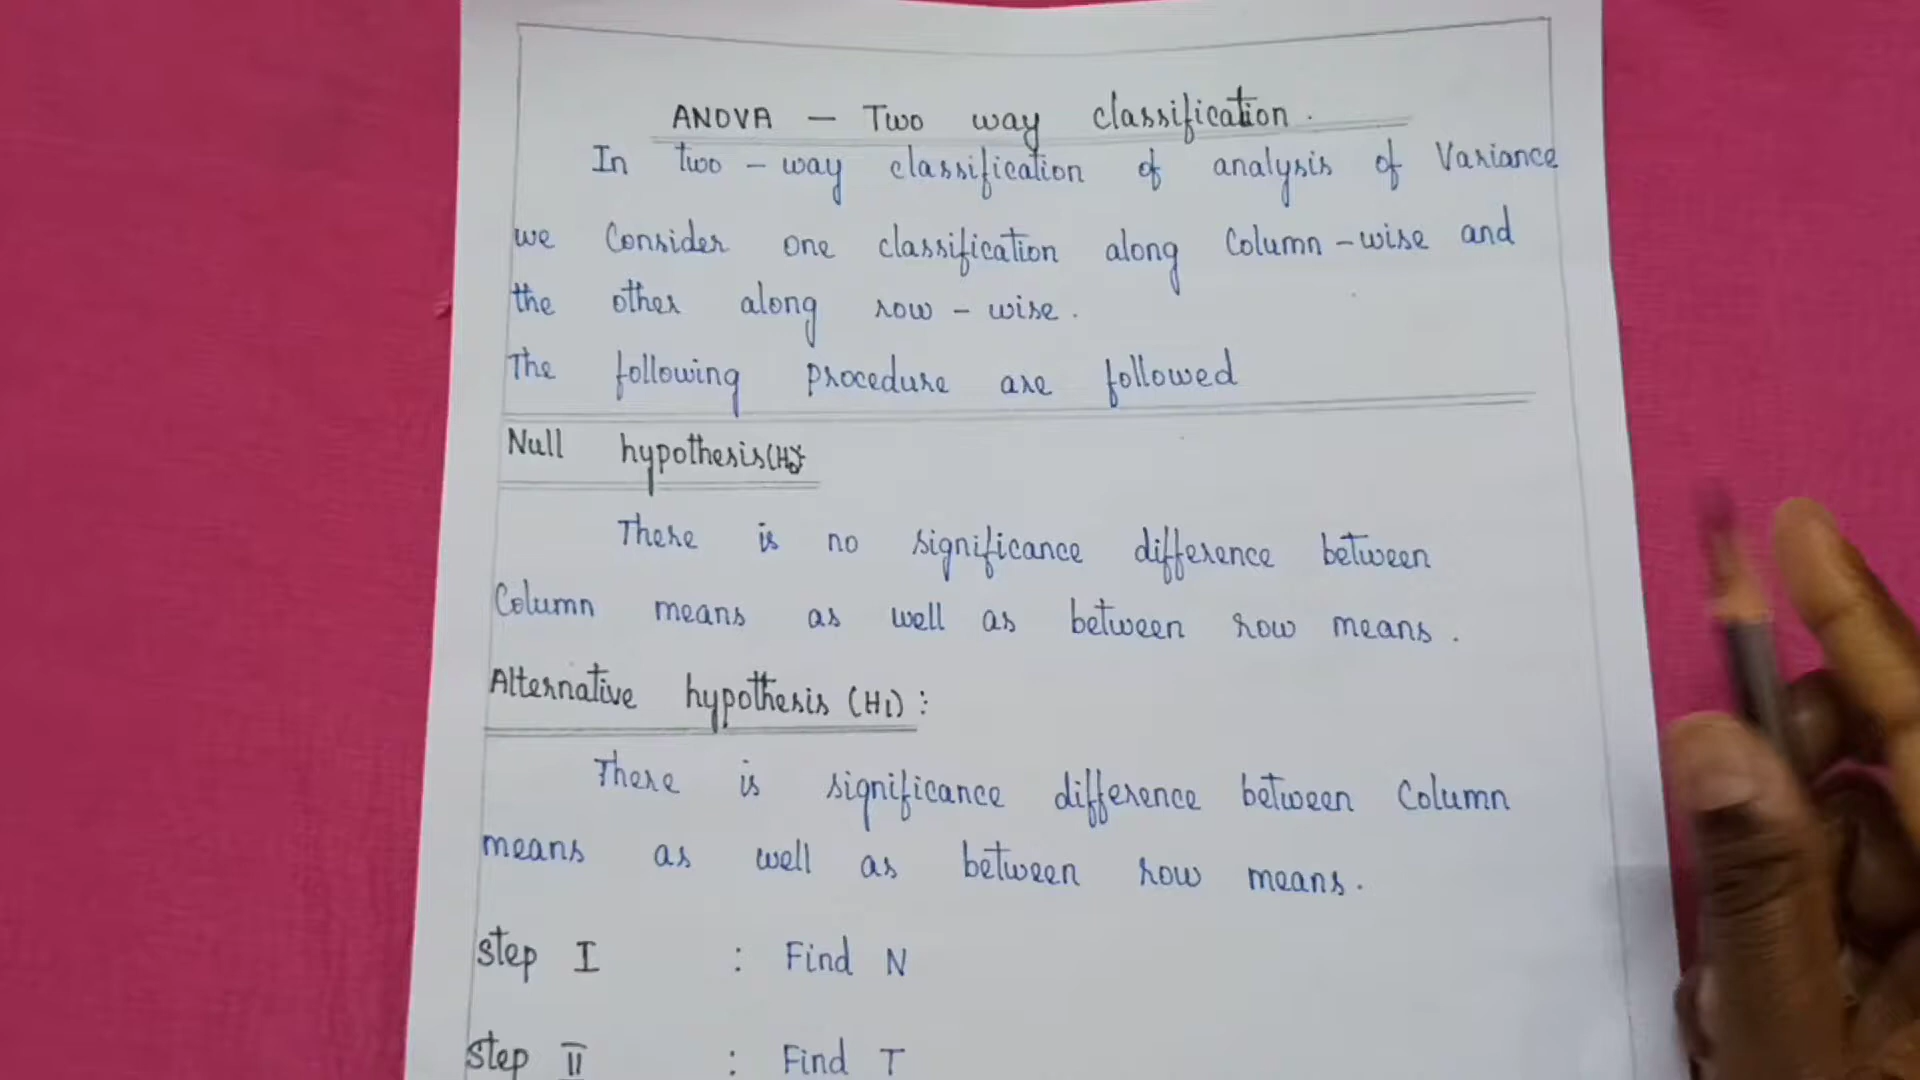 ANOVA - Two way classification.
In two-way classification of analysis of Variance
we Consider one classification along Column-wise and
the other along row-wise.
The following procedure are followed
Null hypothesis (H₀):
There is no significance difference between
Column means as well as between row means.
Alternative hypothesis (H1):
There is significance difference between Column
means as well as between row means.
Step I : Find N
Step II : Find T